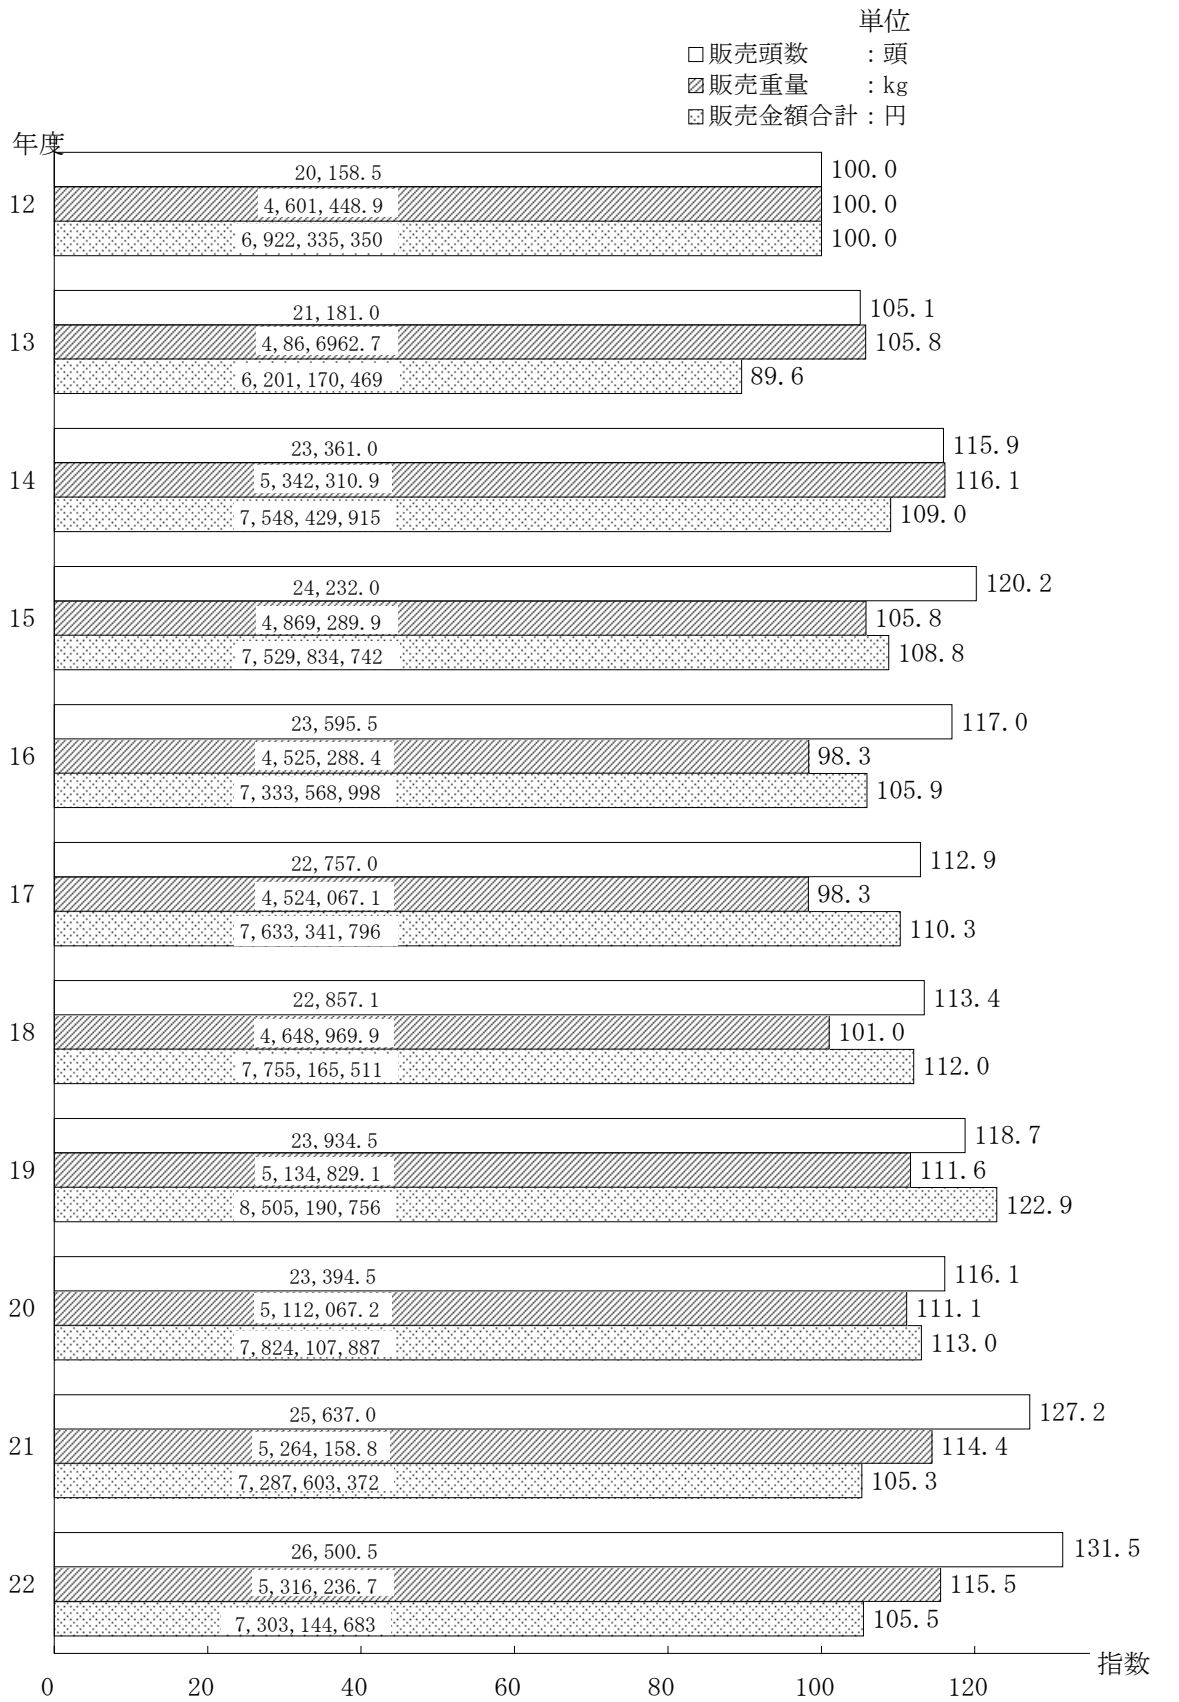 単位
□販売頭数 : 頭
▨販売重量 : kg
販売金額合計 : 円
年度
20,158.5 100.0
12 4,601,448.9 100.0
6,922,335,350 100.0
21,181.0 105.1
13 4,86,6962.7 105.8
6,201,170,469 89.6
23,361.0 115.9
14 5,342,310.9 116.1
7,548,429,915 109.0
24,232.0 120.2
15 4,869,289.9 105.8
7,529,834,742 108.8
23,595.5 117.0
16 4,525,288.4 98.3
7,333,568,998 105.9
22,757.0 112.9
17 4,524,067.1 98.3
7,633,341,796 110.3
22,857.1 113.4
18 4,648,969.9 101.0
7,755,165,511 112.0
23,934.5 118.7
19 5,134,829.1 111.6
8,505,190,756 122.9
23,394.5 116.1
20 5,112,067.2 111.1
7,824,107,887 113.0
25,637.0 127.2
21 5,264,158.8 114.4
7,287,603,372 105.3
26,500.5 131.5
22 5,316,236.7 115.5
7,303,144,683 105.5
指数
0 20 40 60 80 100 120